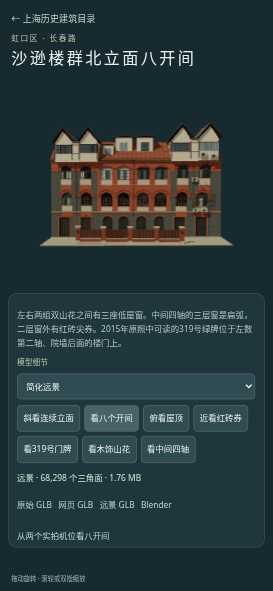 ← 上海历史建筑目录
虹口区 · 长春路
沙逊楼群北立面八开间
左右两组双山花之间有三座低屋窗。中间四轴的三层窗是扁弧，
二层窗外有红砖尖券。2015年原照中可读的319号绿牌位于左数
第二轴、院墙后面的楼门上。
模型细节
简化远景
斜看连续立面 看八个开间 俯看屋顶 近看红砖券
看319号门牌 看木饰山花 看中间四轴
远景 · 68,298 个三角面 · 1.76 MB
原始 GLB 网页 GLB 远景 GLB Blender
从两个实拍机位看八开间
拖动旋转 · 滚轮或双指缩放